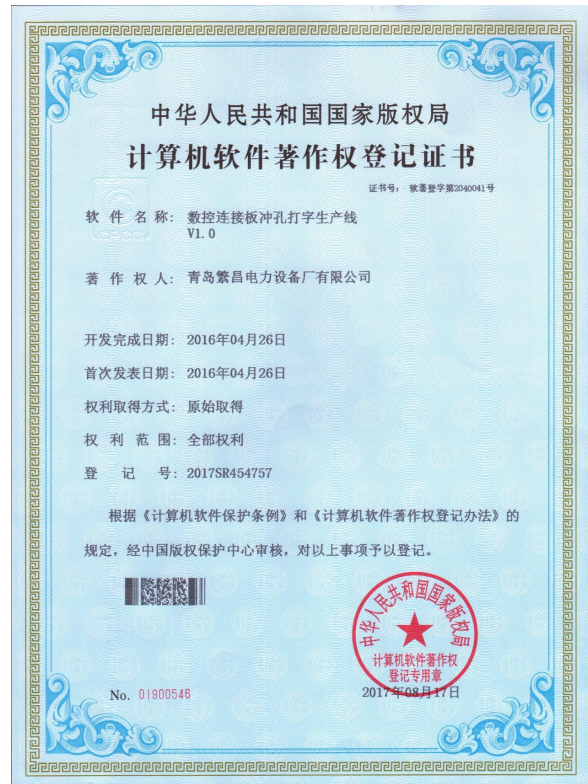 中华人民共和国国家版权局
计算机软件著作权登记证书
证书号： 软著登字第2040041号
软 件 名 称： 数控连接板冲孔打字生产线
V1.0
著 作 权 人： 青岛繁昌电力设备厂有限公司
开发完成日期： 2016年04月26日
首次发表日期： 2016年04月26日
权利取得方式： 原始取得
权 利 范 围： 全部权利
登 记 号： 2017SR454757
根据《计算机软件保护条例》和《计算机软件著作权登记办法》的
规定，经中国版权保护中心审核，对以上事项予以登记。
中华人民共和国国家版权局
计算机软件著作权
登记专用章
No. 01900546
2017年08月17日